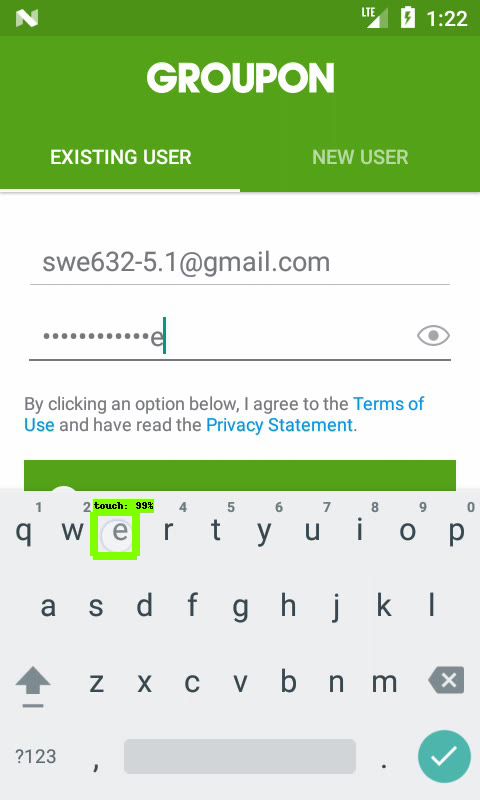 LTE 1:22
GROUPON
EXISTING USER NEW USER
swe632-5.1@gmail.com
••••••••••••e
By clicking an option below, I agree to the Terms of
Use and have read the Privacy Statement.
touch: 99%
1 2 4 5 6 7 8 9 0
q w e r t y u i o p
a s d f g h j k l
z x c v b n m
?123 , .